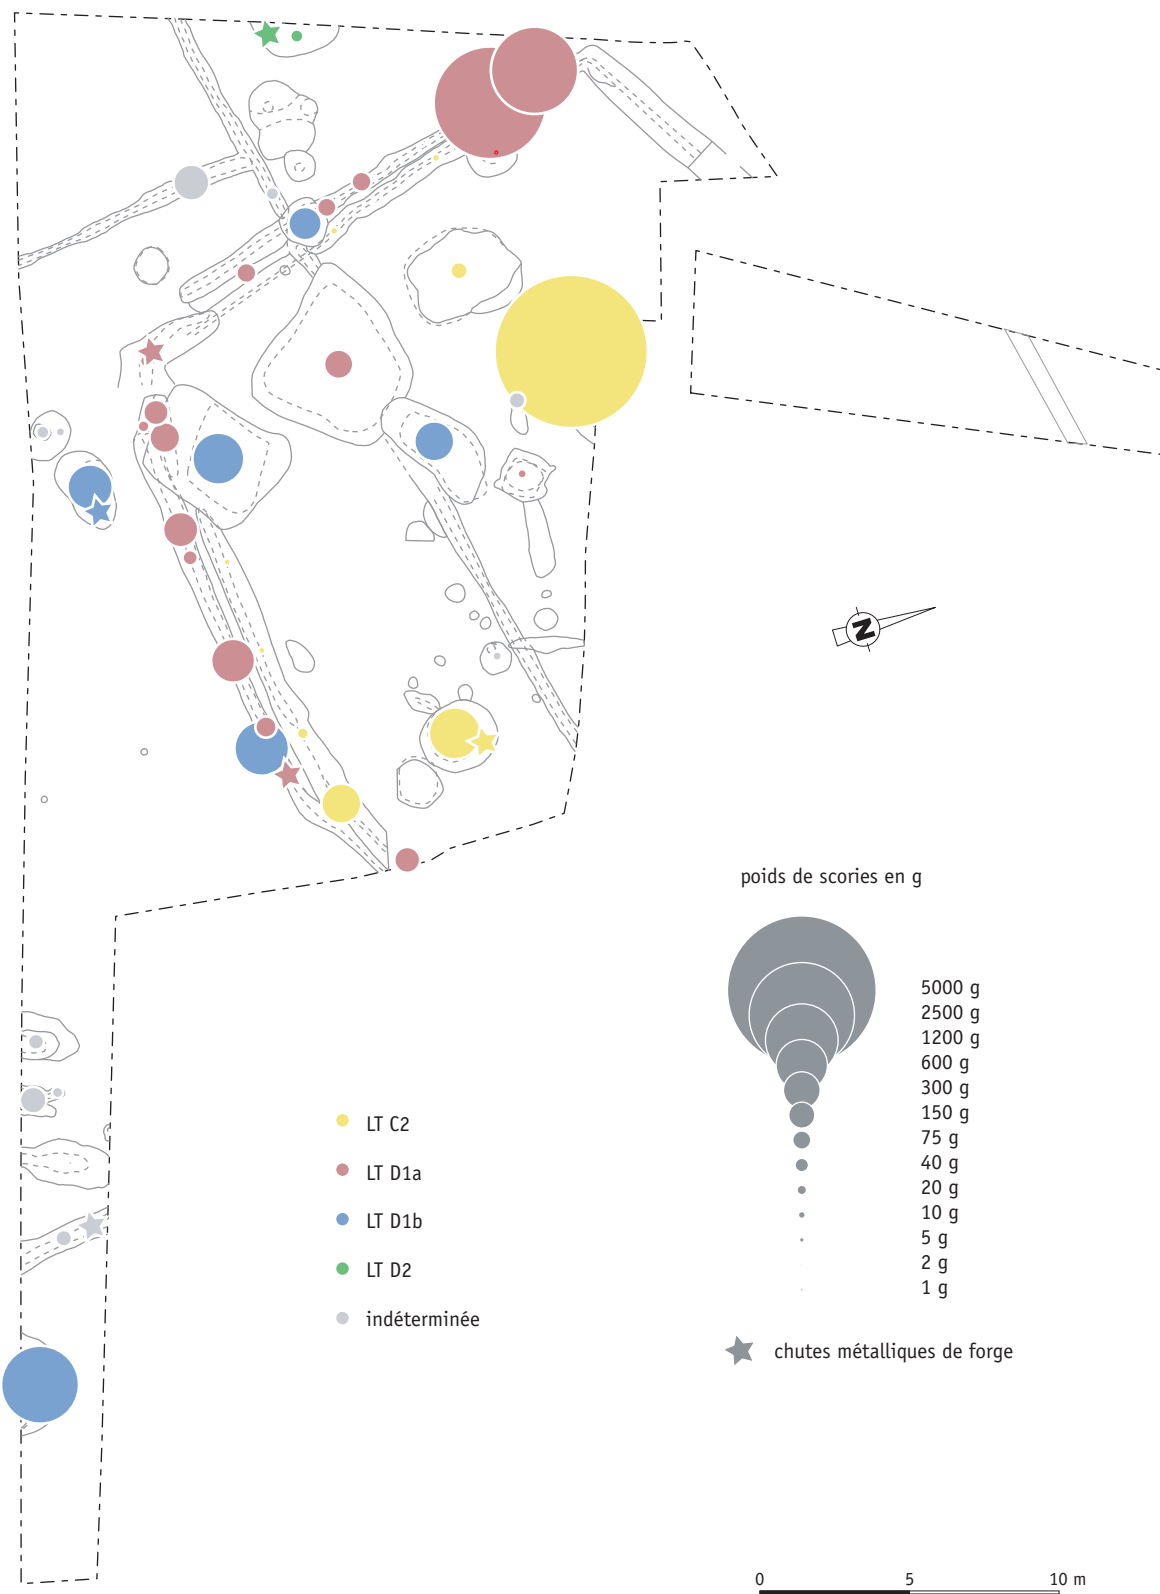 N
poids de scories en g
5000 g
2500 g
1200 g
600 g
300 g
150 g
75 g
40 g
20 g
10 g
5 g
2 g
1 g
LT C2
LT D1a
LT D1b
LT D2
indéterminée
chutes métalliques de forge
0 5 10 m